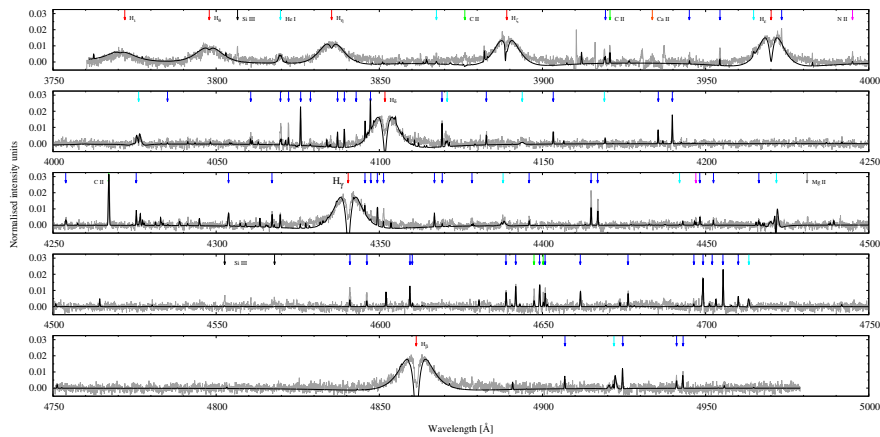 H_ι H_θ Si III He I H_η C II H_ζ C II Ca II H_ε N II
0.03
0.02
0.01
0.00
3750 3800 3850 3900 3950 4000
H_δ
0.03
0.02
0.01
0.00
4000 4050 4100 4150 4200 4250
C II H_γ Mg II
0.03
0.02
0.01
0.00
4250 4300 4350 4400 4450 4500
Si III
0.03
0.02
0.01
0.00
4500 4550 4600 4650 4700 4750
H_β
0.03
0.02
0.01
0.00
4750 4800 4850 4900 4950 5000
Normalised intensity units
Wavelength [Å]